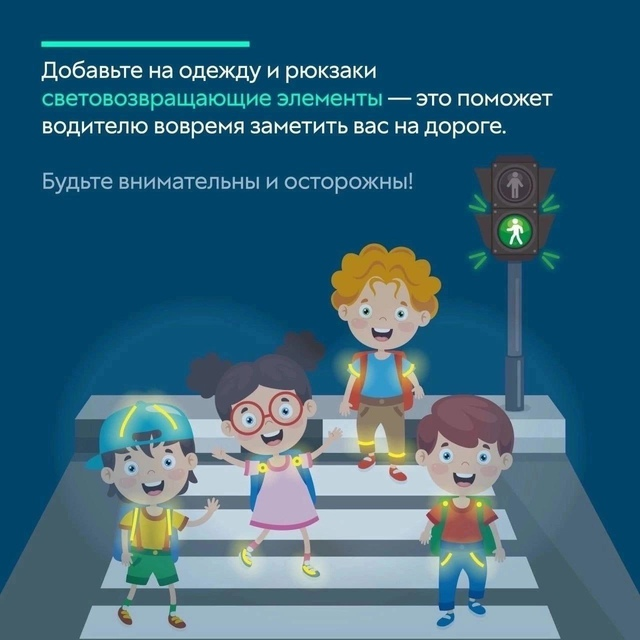 Добавьте на одежду и рюкзаки
световозвращающие элементы — это поможет
водителю вовремя заметить вас на дороге.
Будьте внимательны и осторожны!